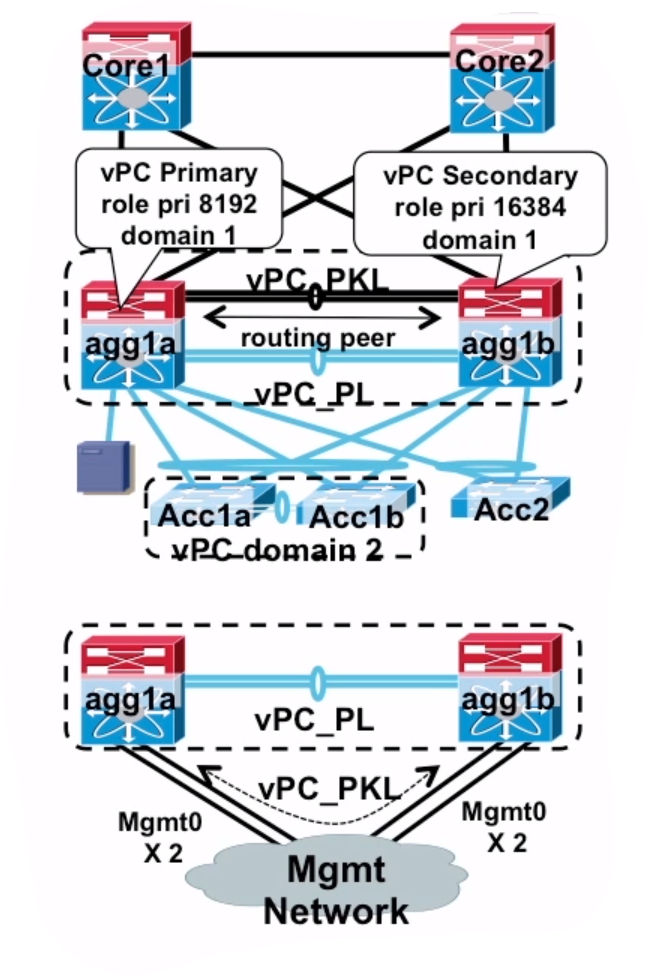 Core1
Core2
vPC Primary
role pri 8192
domain 1
vPC Secondary
role pri 16384
domain 1
vPC_PKL
routing peer
agg1a
agg1b
vPC_PL
Acc1a
Acc1b
Acc2
vPC domain 2
agg1a
agg1b
vPC_PL
vPC_PKL
Mgmt0
X 2
Mgmt0
X 2
Mgmt
Network